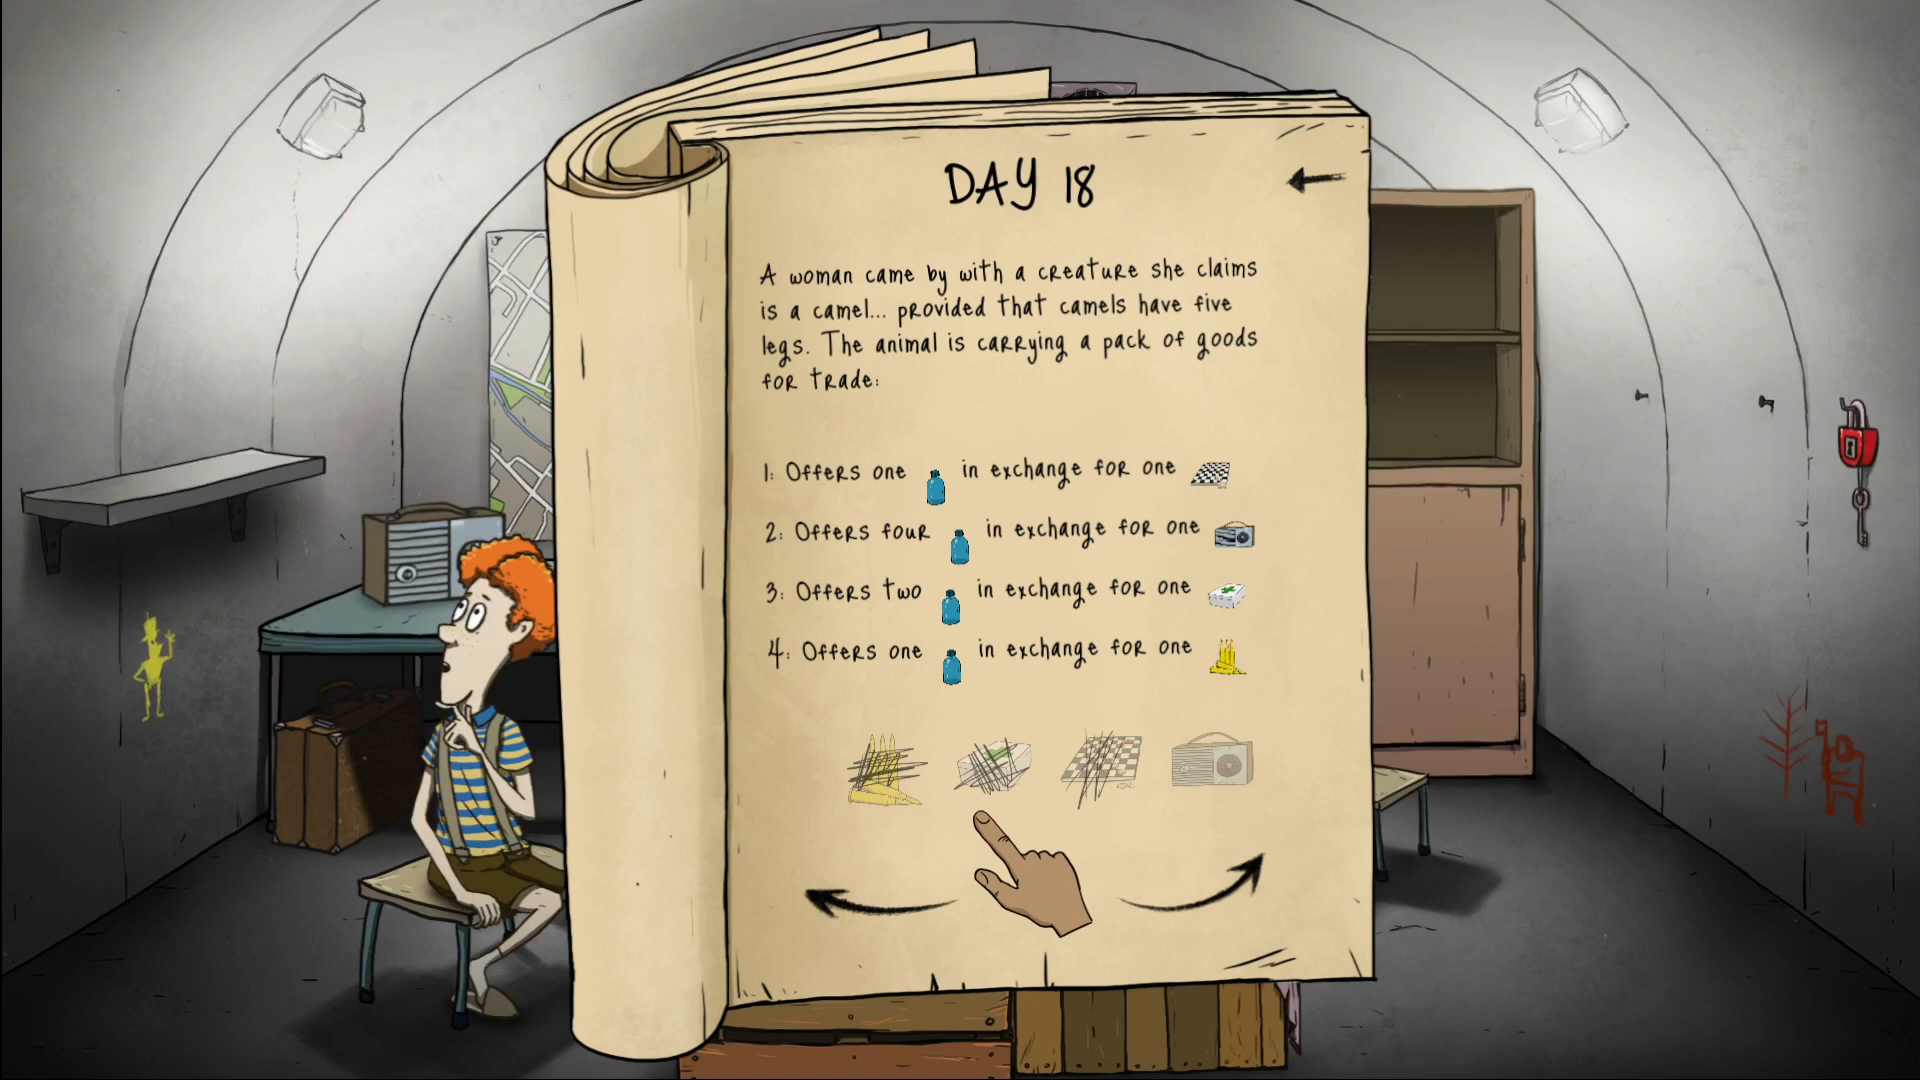 DAY 18
A woman came by with a creature she claims
is a camel... provided that camels have five
legs. The animal is carrying a pack of goods
for trade:
1: Offers one in exchange for one
2: Offers four in exchange for one
3: Offers two in exchange for one
4: Offers one in exchange for one